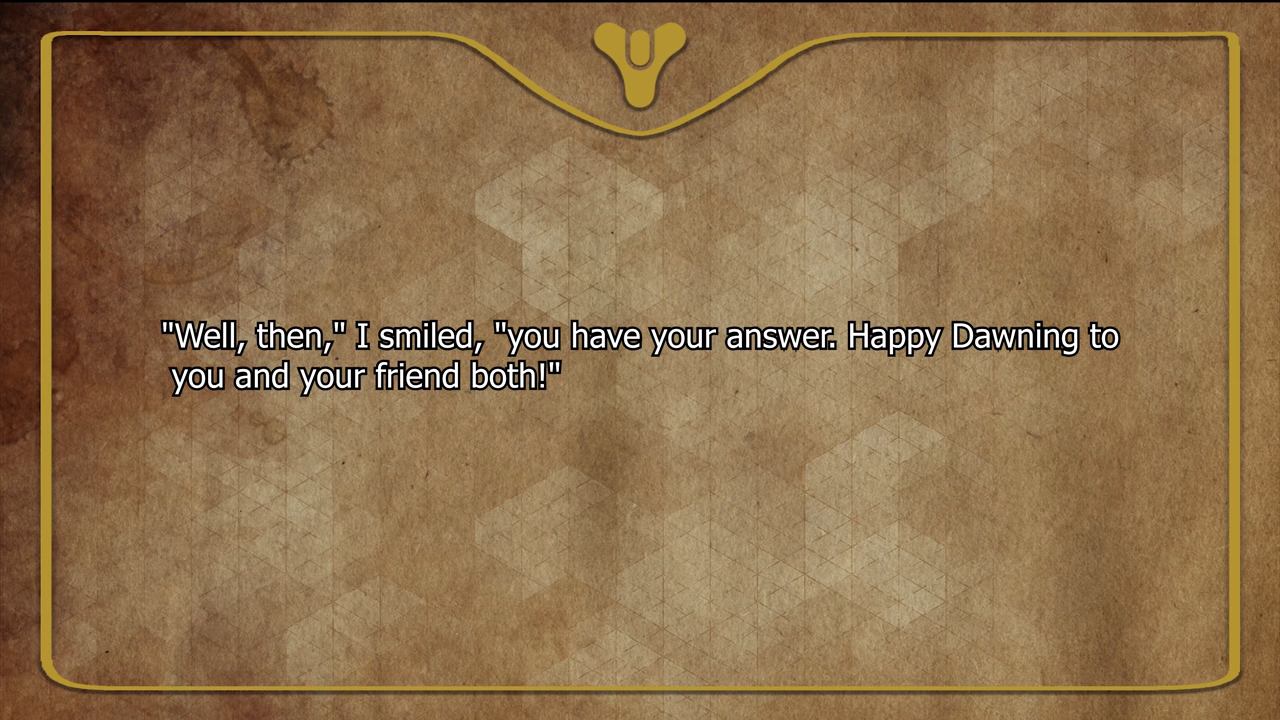 "Well, then," I smiled, "you have your answer. Happy Dawning to
you and your friend both!"